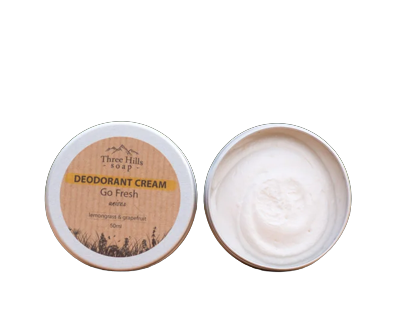 Three Hills
- soap -
DEODORANT CREAM
Go Fresh
lemongrass & grapefruit